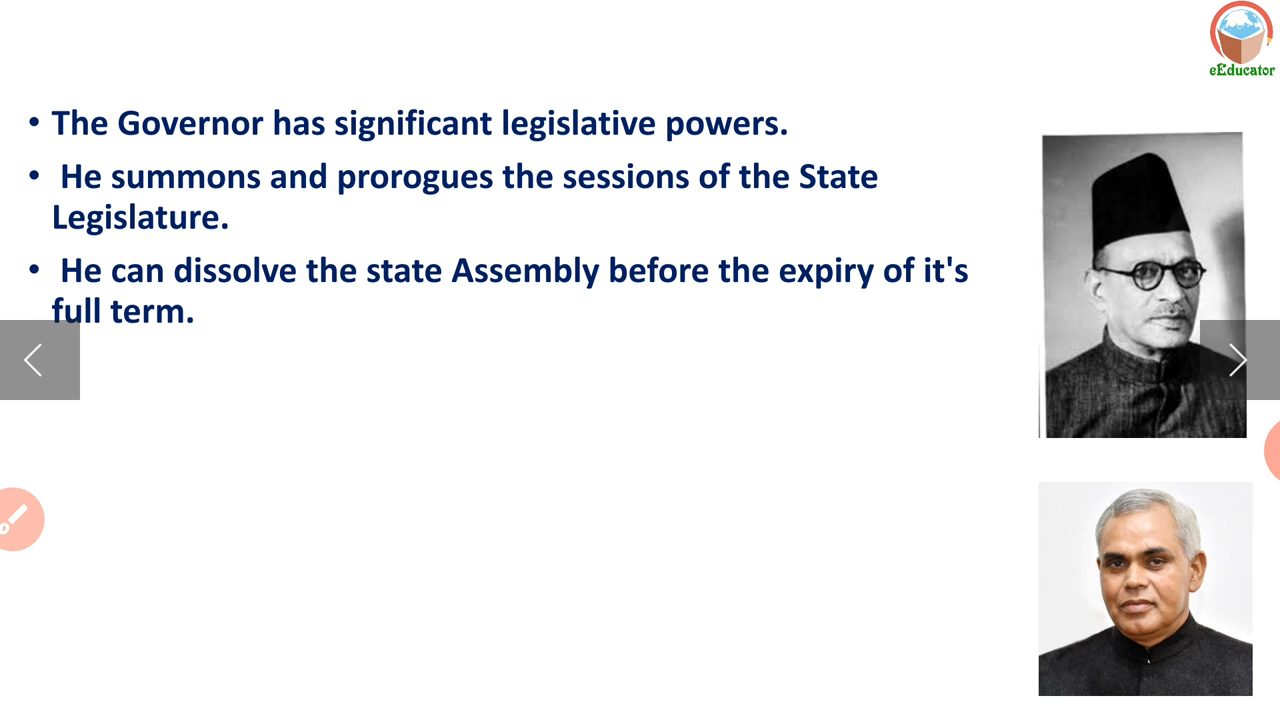 eEducator
• The Governor has significant legislative powers.
• He summons and prorogues the sessions of the State
Legislature.
• He can dissolve the state Assembly before the expiry of it's
full term.